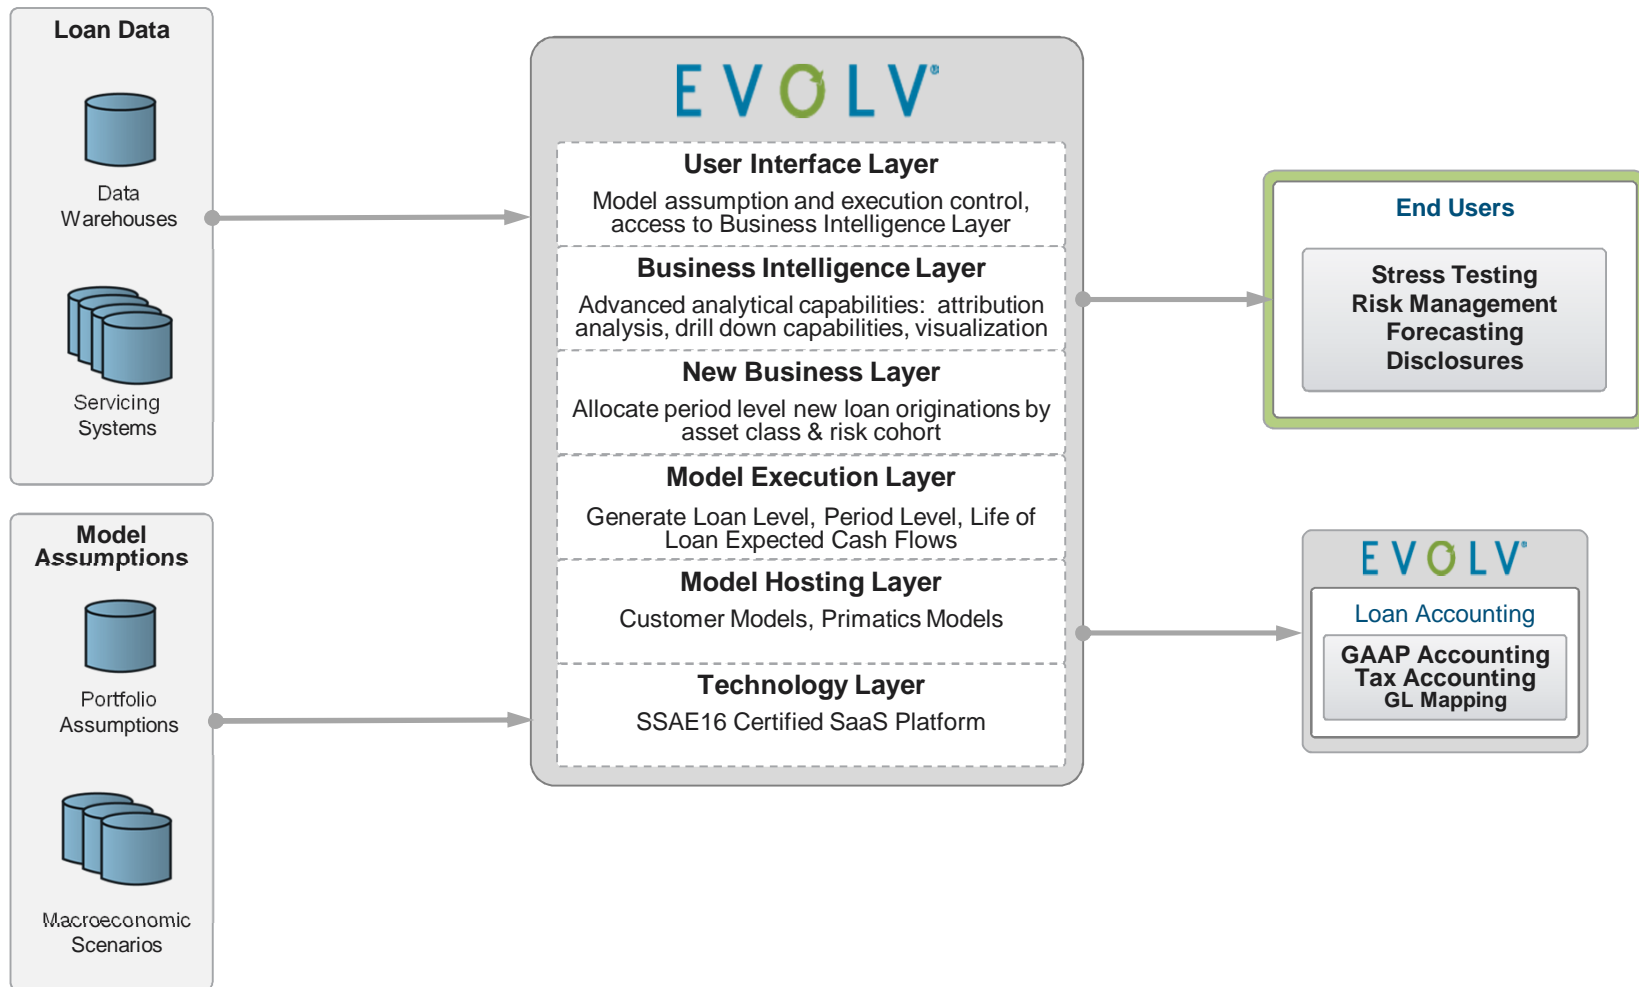 Loan Data
Data
Warehouses
Servicing
Systems
Model
Assumptions
Portfolio
Assumptions
Macroeconomic
Scenarios
EVOLV®
User Interface Layer
Model assumption and execution control,
access to Business Intelligence Layer
Business Intelligence Layer
Advanced analytical capabilities: attribution
analysis, drill down capabilities, visualization
New Business Layer
Allocate period level new loan originations by
asset class & risk cohort
Model Execution Layer
Generate Loan Level, Period Level, Life of
Loan Expected Cash Flows
Model Hosting Layer
Customer Models, Primatics Models
Technology Layer
SSAE16 Certified SaaS Platform
End Users
Stress Testing
Risk Management
Forecasting
Disclosures
EVOLV®
Loan Accounting
GAAP Accounting
Tax Accounting
GL Mapping